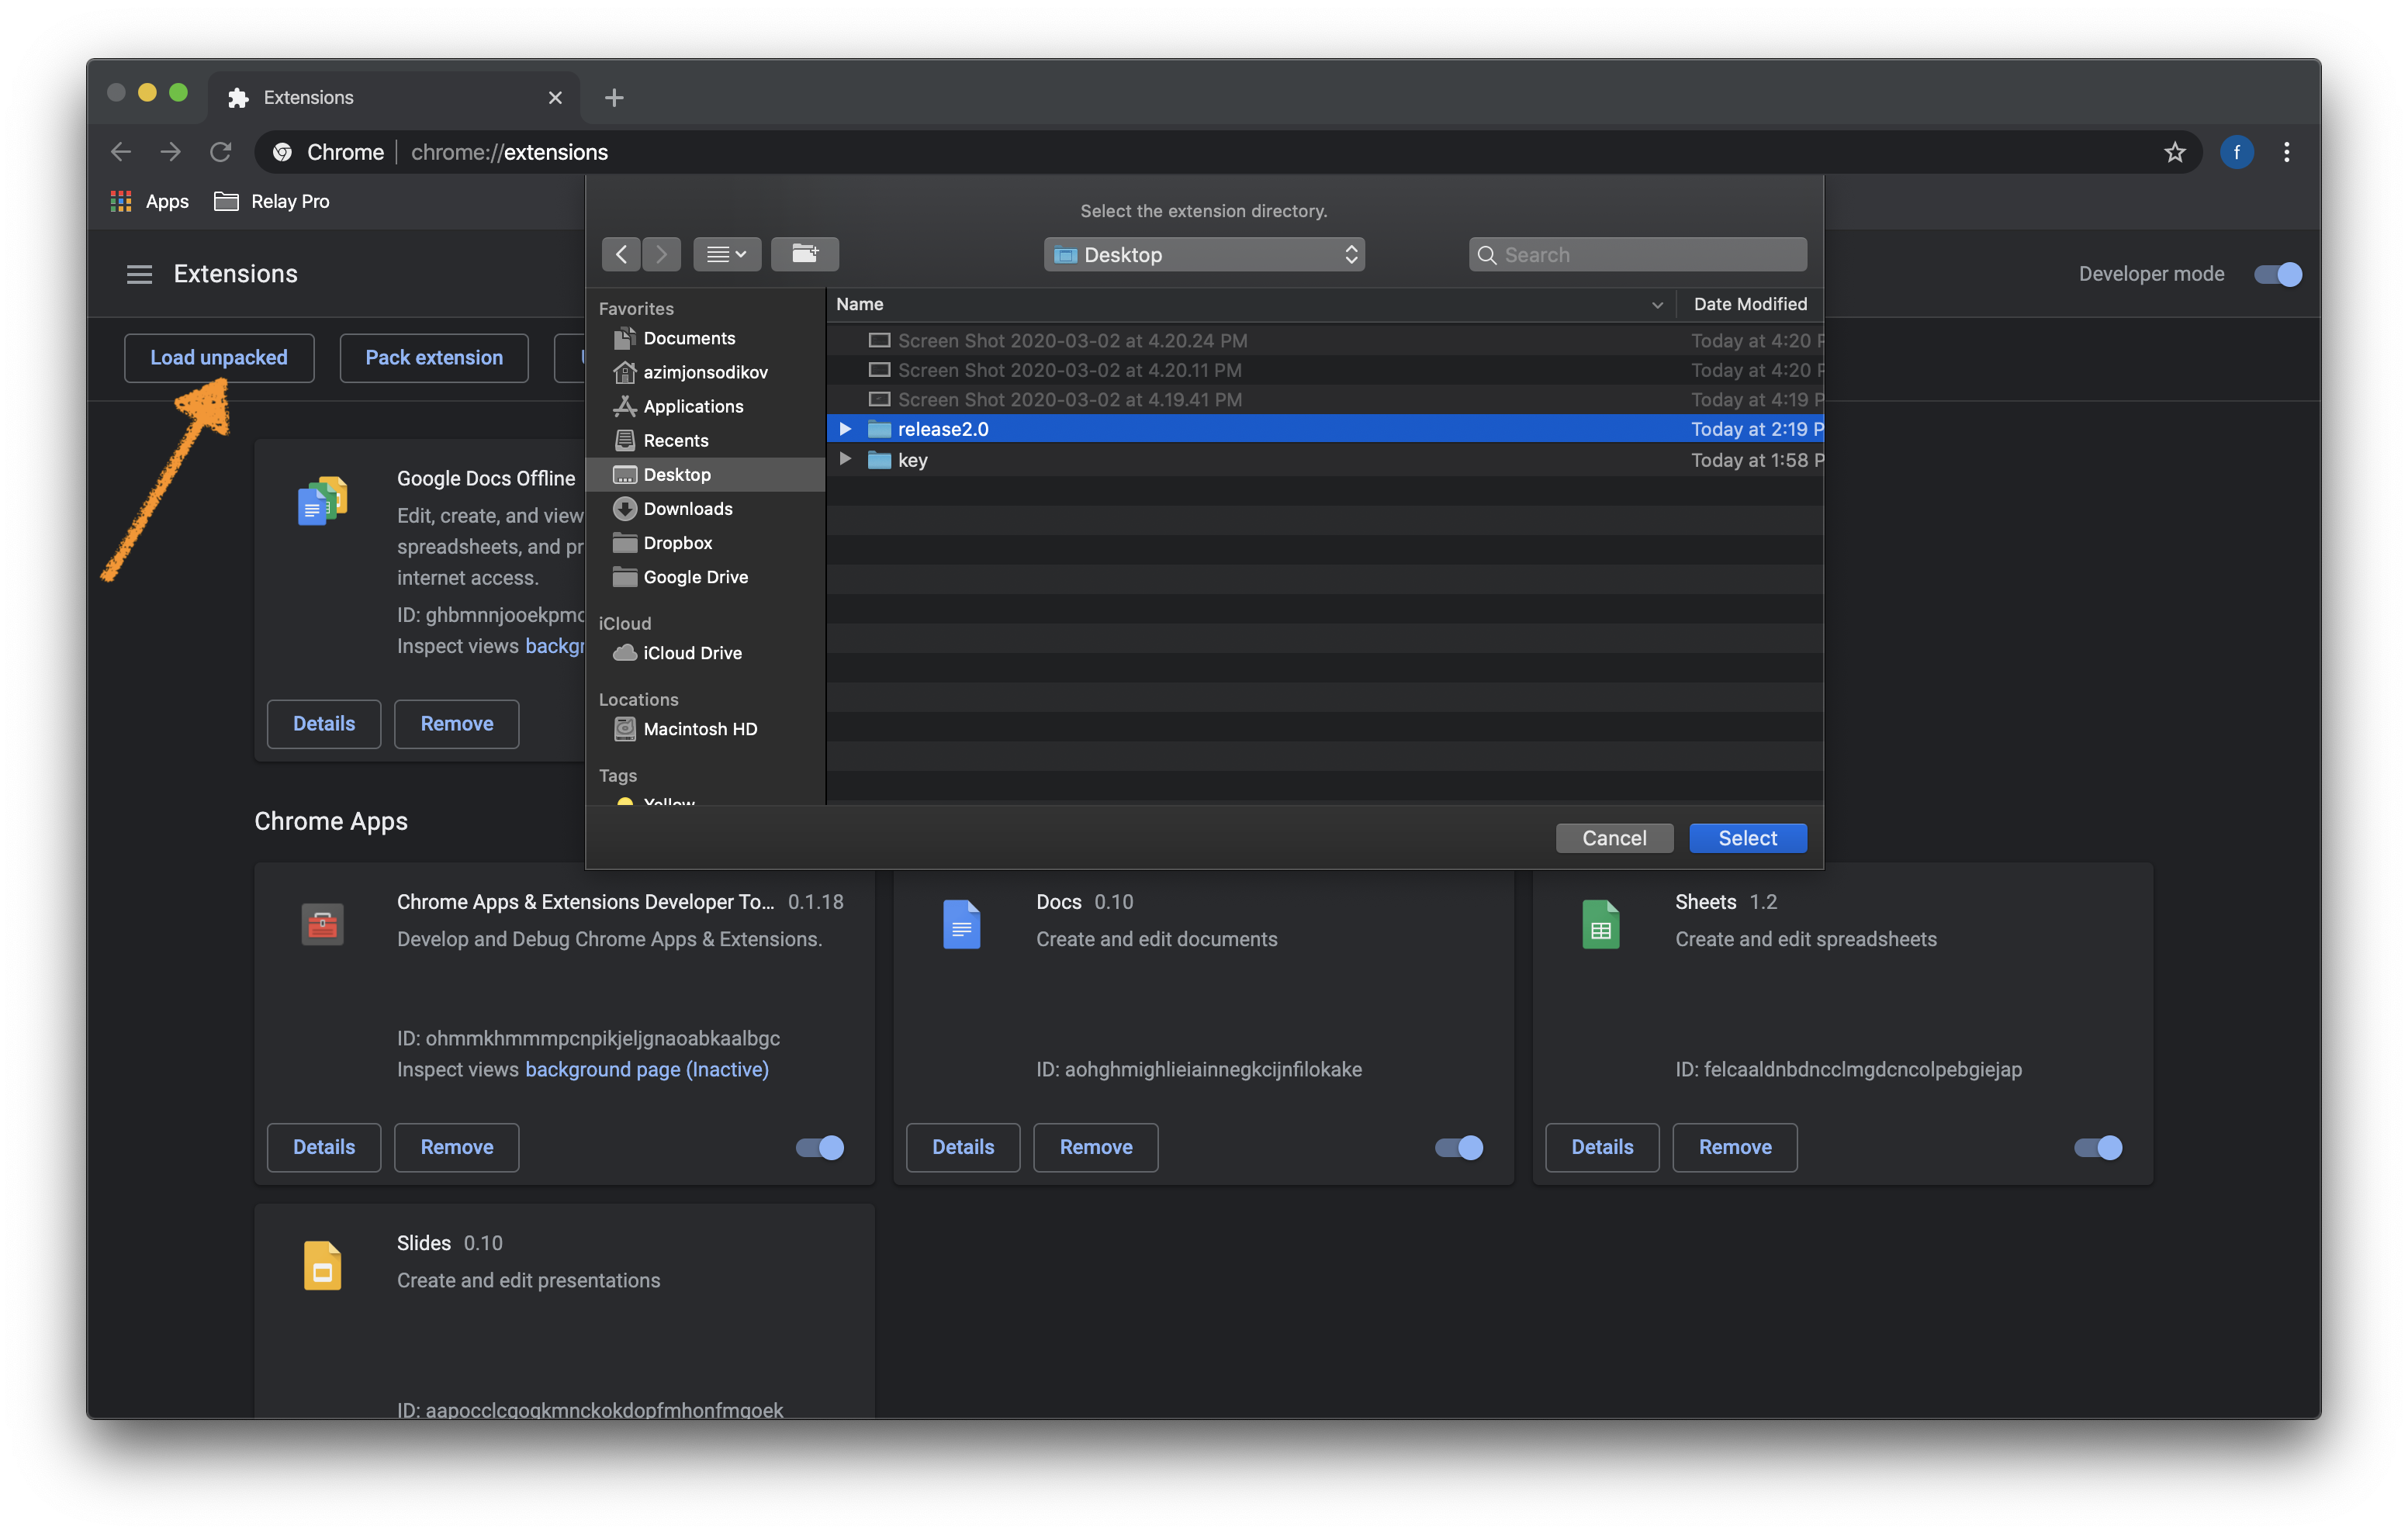 Extensions
Chrome
chrome://extensions
f
Apps
Relay Pro
Select the extension directory.
Desktop
Search
Extensions
Developer mode
Load unpacked
Pack extension
Favorites
Documents
azimjonsodikov
Applications
Recents
Desktop
Downloads
Dropbox
Google Drive
iCloud
iCloud Drive
Locations
Macintosh HD
Tags
Yellow
Name
Date Modified
Screen Shot 2020-03-02 at 4.20.24 PM
Today at 4:20 P
Screen Shot 2020-03-02 at 4.20.11 PM
Today at 4:20 P
Screen Shot 2020-03-02 at 4.19.41 PM
Today at 4:19 P
release2.0
Today at 2:19 P
key
Today at 1:58 P
Cancel
Select
Google Docs Offline
Edit, create, and view
spreadsheets, and pr
internet access.
ID: ghbmnnjooekpmc
Inspect views backgr
Details
Remove
Chrome Apps
Chrome Apps & Extensions Developer To... 0.1.18
Develop and Debug Chrome Apps & Extensions.
ID: ohmmkhmmmpcnpikjeljgnaoabkaalbgc
Inspect views background page (Inactive)
Details
Remove
Docs 0.10
Create and edit documents
ID: aohghmighlieiainnegkcijnfilokake
Details
Remove
Sheets 1.2
Create and edit spreadsheets
ID: felcaaldnbdncclmgdcncolpebgiejap
Details
Remove
Slides 0.10
Create and edit presentations
ID: aapocclcgogkmnckokdopfmhonfmgoek